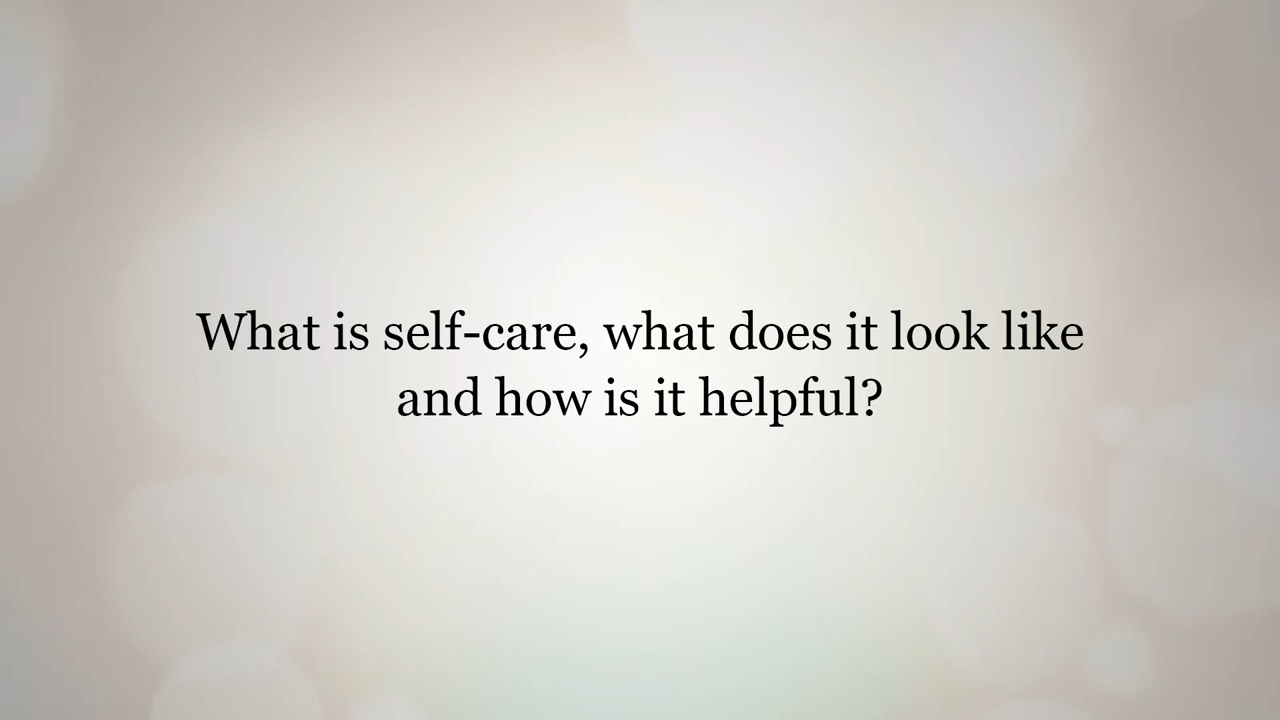 What is self-care, what does it look like
and how is it helpful?